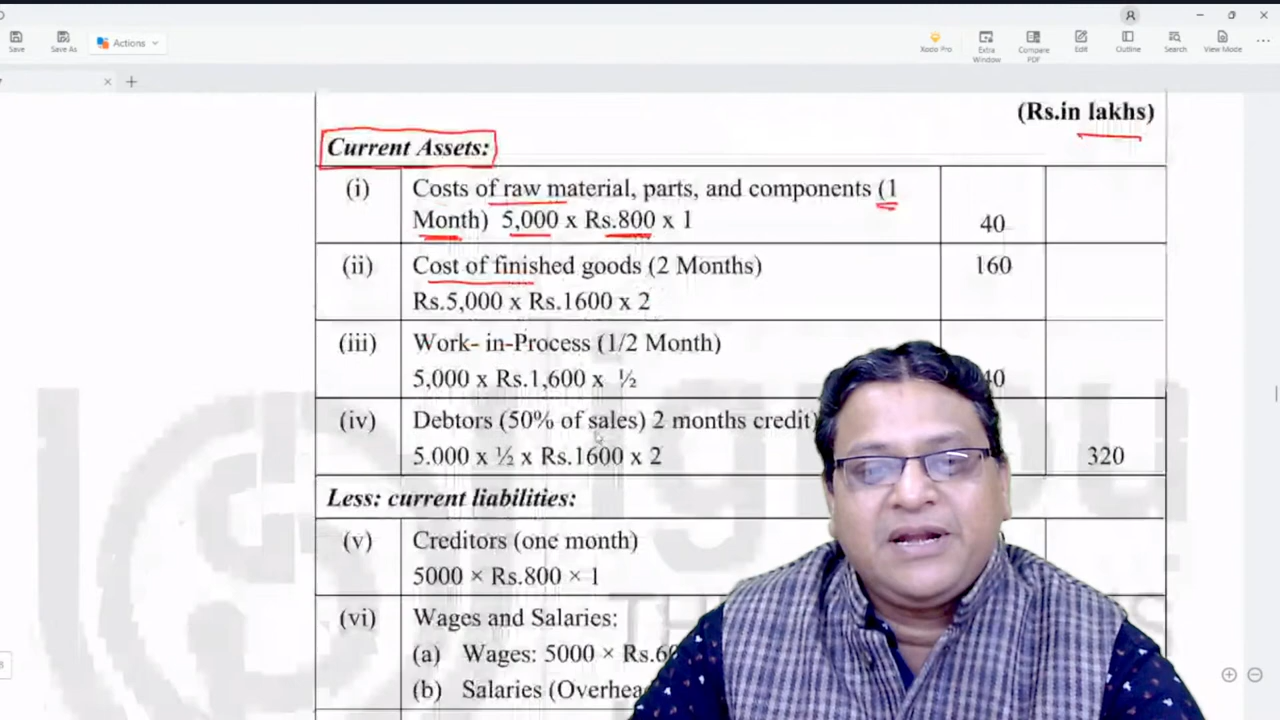 Save
Save As
Actions
Xodo Pro
Extra Window
Compare PDF
Edit
Outline
Search
View Mode
(Rs.in lakhs)
Current Assets:
(i) Costs of raw material, parts, and components (1
Month) 5,000 x Rs.800 x 1 40
(ii) Cost of finished goods (2 Months) 160
Rs.5,000 x Rs.1600 x 2
(iii) Work- in-Process (1/2 Month)
5,000 x Rs.1,600 x ½ 40
(iv) Debtors (50% of sales) 2 months credit)
5.000 x ½ x Rs.1600 x 2 320
Less: current liabilities:
(v) Creditors (one month)
5000 × Rs.800 × 1
(vi) Wages and Salaries:
(a) Wages: 5000 × Rs.6
(b) Salaries (Overhea
ignou